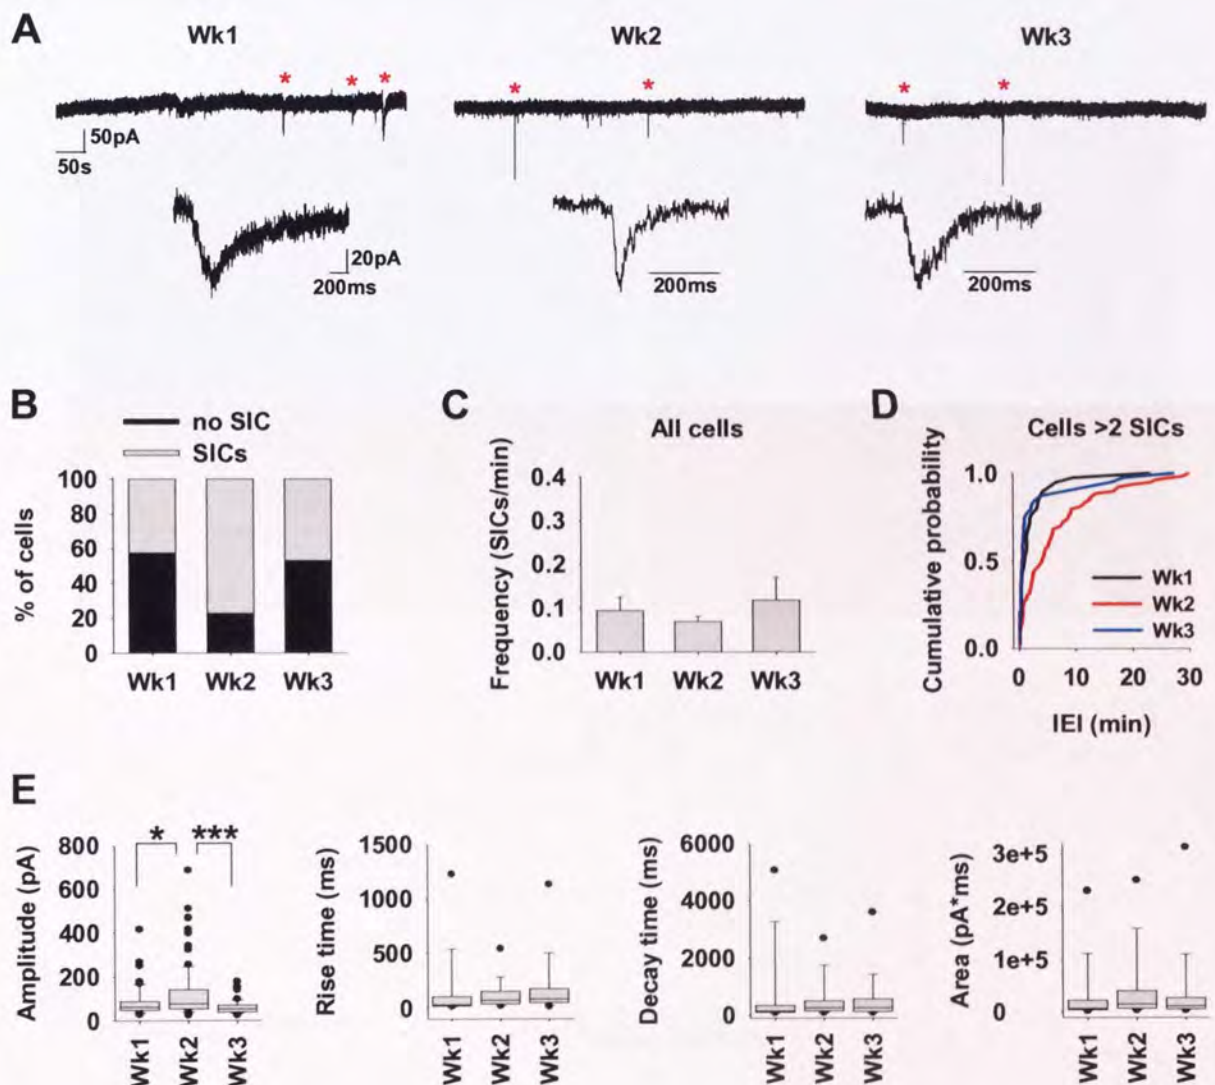 A
Wk1
Wk2
Wk3
* * *
* *
* *
50pA
50s
20pA
200ms
200ms
200ms
B
no SIC
SICs
% of cells
100
80
60
40
20
0
Wk1 Wk2 Wk3
C
All cells
Frequency (SICs/min)
0.4
0.3
0.2
0.1
0.0
Wk1 Wk2 Wk3
D
Cells >2 SICs
Cumulative probability
1.0
0.5
0.0
Wk1
Wk2
Wk3
0 10 20 30
IEI (min)
E
Amplitude (pA)
* ***
800
600
400
200
0
Wk1 Wk2 Wk3
Rise time (ms)
1500
1000
500
0
Wk1 Wk2 Wk3
Decay time (ms)
6000
4000
2000
0
Wk1 Wk2 Wk3
Area (pA*ms)
3e+5
2e+5
1e+5
0
Wk1 Wk2 Wk3